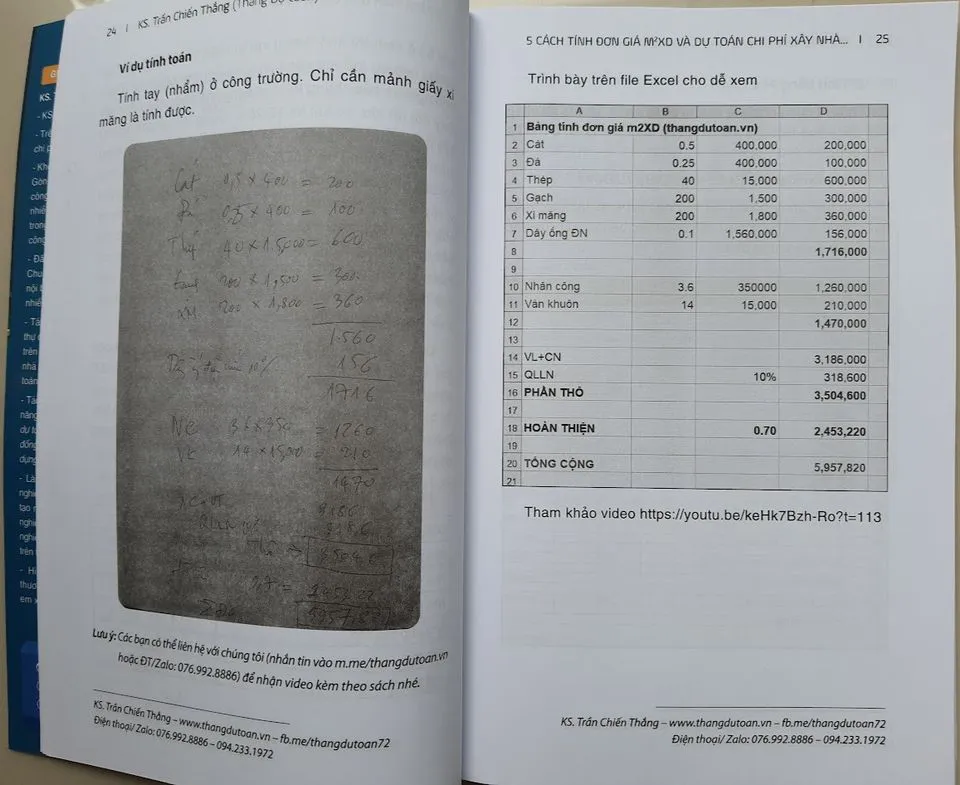 24 | KS. Trần Chiến Thắng
Ví dụ tính toán
Tính tay (nhẩm) ở công trường. Chỉ cần mảnh giấy xi
măng là tính được.
Cát 0,5 × 400 = 200
Đá 0,25 × 400 = 100
Thép 40 × 15,000 = 600
200 × 1,500 = 300
XM 200 × 1,800 = 360
1.560
10%
156
1716
NC 3,6 × 350 = 1260
VK 14 × 15,000 = 210
1470
3186
QLLN
318,6
3504,6
0,7 =
Lưu ý: Các bạn có thể liên hệ với chúng tôi (nhắn tin vào m.me/thangdutoan.vn
hoặc ĐT/Zalo: 076.992.8886) để nhận video kèm theo sách nhé.
KS. Trần Chiến Thắng – www.thangdutoan.vn – fb.me/thangdutoan72
Điện thoại/ Zalo: 076.992.8886 – 094.233.1972
5 CÁCH TÍNH ĐƠN GIÁ M²XD VÀ DỰ TOÁN CHI PHÍ XÂY NHÀ... | 25
Trình bày trên file Excel cho dễ xem
A B C D
1 Bảng tính đơn giá m2XD (thangdutoan.vn)
2 Cát 0.5 400,000 200,000
3 Đá 0.25 400,000 100,000
4 Thép 40 15,000 600,000
5 Gạch 200 1,500 300,000
6 Xi măng 200 1,800 360,000
7 Dây ống ĐN 0.1 1,560,000 156,000
8 1,716,000
9
10 Nhân công 3.6 350000 1,260,000
11 Ván khuôn 14 15,000 210,000
12 1,470,000
13
14 VL+CN 3,186,000
15 QLLN 10% 318,600
16 PHẦN THÔ 3,504,600
17
18 HOÀN THIỆN 0.70 2,453,220
19
20 TỔNG CỘNG 5,957,820
21
Tham khảo video https://youtu.be/keHk7Bzh-Ro?t=113
KS. Trần Chiến Thắng – www.thangdutoan.vn – fb.me/thangdutoan72
Điện thoại/ Zalo: 076.992.8886 – 094.233.1972